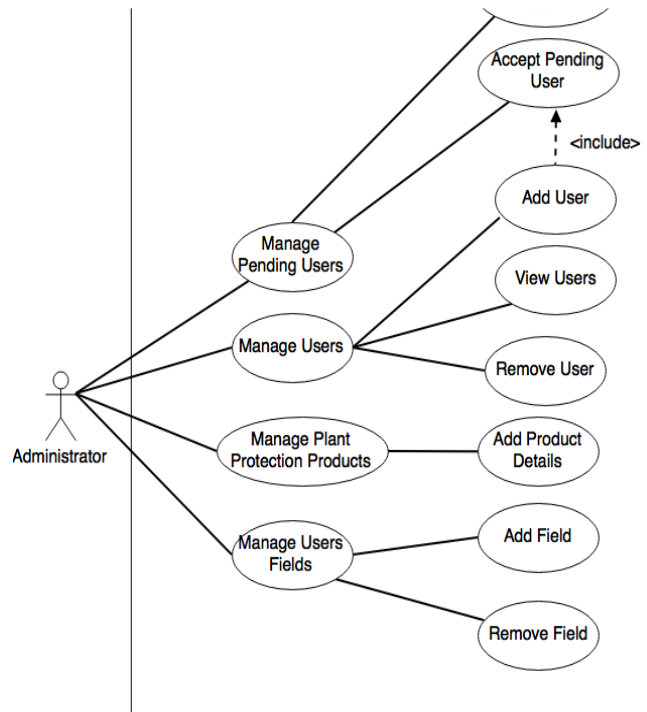 Accept Pending
User
<include>
Add User
Manage
Pending Users
View Users
Manage Users
Remove User
Administrator
Manage Plant
Protection Products
Add Product
Details
Manage Users
Fields
Add Field
Remove Field